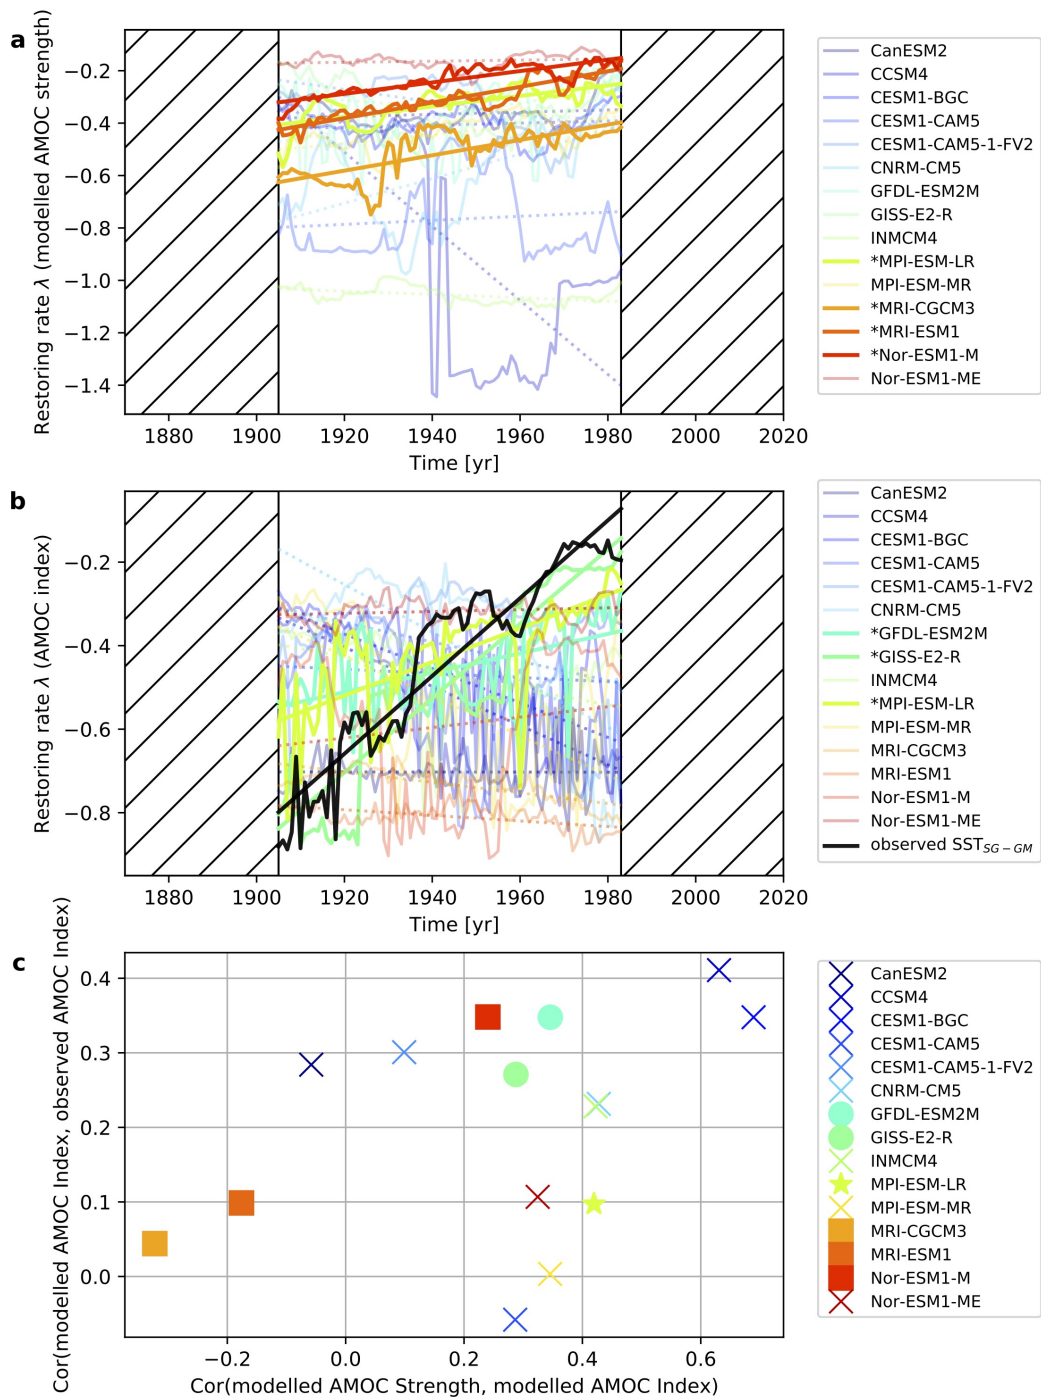 a
Restoring rate λ (modelled AMOC strength)
−0.2
−0.4
−0.6
−0.8
−1.0
−1.2
−1.4
1880
1900
1920
1940
1960
1980
2000
2020
Time [yr]
CanESM2
CCSM4
CESM1-BGC
CESM1-CAM5
CESM1-CAM5-1-FV2
CNRM-CM5
GFDL-ESM2M
GISS-E2-R
INMCM4
*MPI-ESM-LR
MPI-ESM-MR
*MRI-CGCM3
*MRI-ESM1
*Nor-ESM1-M
Nor-ESM1-ME
b
Restoring rate λ (AMOC index)
−0.2
−0.4
−0.6
−0.8
1880
1900
1920
1940
1960
1980
2000
2020
Time [yr]
CanESM2
CCSM4
CESM1-BGC
CESM1-CAM5
CESM1-CAM5-1-FV2
CNRM-CM5
*GFDL-ESM2M
*GISS-E2-R
INMCM4
*MPI-ESM-LR
MPI-ESM-MR
MRI-CGCM3
MRI-ESM1
Nor-ESM1-M
Nor-ESM1-ME
observed SST_SG−GM
c
Cor(modelled AMOC Index, observed AMOC Index)
0.4
0.3
0.2
0.1
0.0
−0.2
0.0
0.2
0.4
0.6
Cor(modelled AMOC Strength, modelled AMOC Index)
CanESM2
CCSM4
CESM1-BGC
CESM1-CAM5
CESM1-CAM5-1-FV2
CNRM-CM5
GFDL-ESM2M
GISS-E2-R
INMCM4
MPI-ESM-LR
MPI-ESM-MR
MRI-CGCM3
MRI-ESM1
Nor-ESM1-M
Nor-ESM1-ME